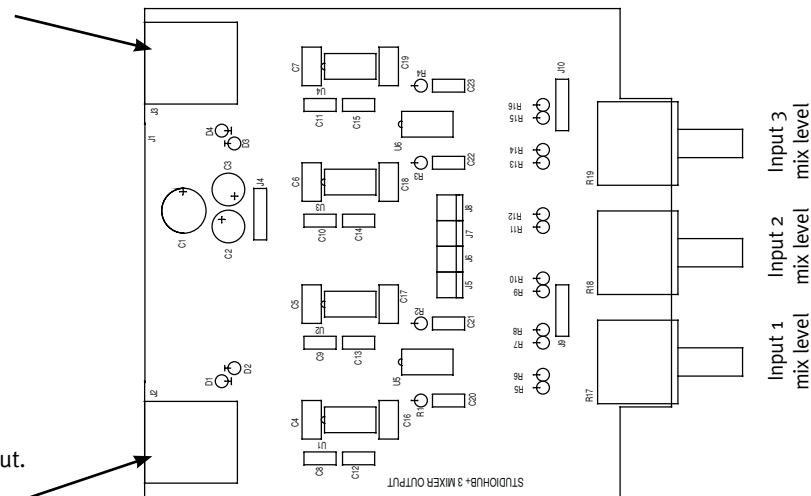 J3
J1
J2
D4
D3
C3
J4
C1
C2
D1
D2
C7
C19
U4
C11
C15
R4
C23
U6
C6
C18
U3
C10
C14
R3
C22
J8
J7
J6
J5
C5
C17
U2
C9
C13
R2
C21
U5
C4
C16
U1
C8
C12
R1
C20
J10
R16
R15
R14
R13
R12
R11
R10
R9
R8
R7
J9
R6
R5
R19
R18
R17
Input 3
mix level
Input 2
mix level
Input 1
mix level
ut.
STUDIOHUB+3 MIXER OUTPUT